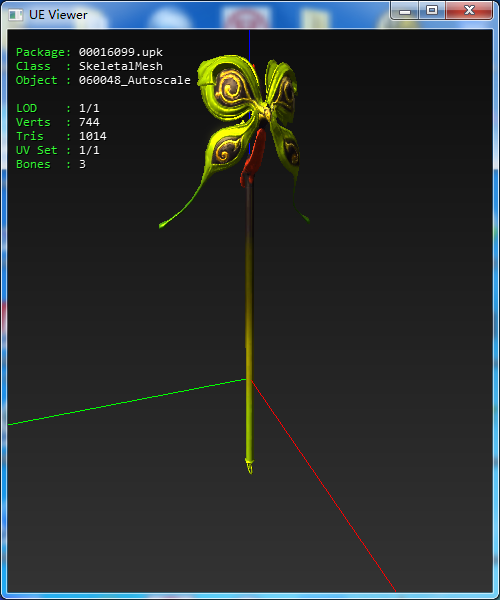 UE Viewer
Package: 00016099.upk
Class : SkeletalMesh
Object : 060048_Autoscale
LOD : 1/1
Verts : 744
Tris : 1014
UV Set : 1/1
Bones : 3